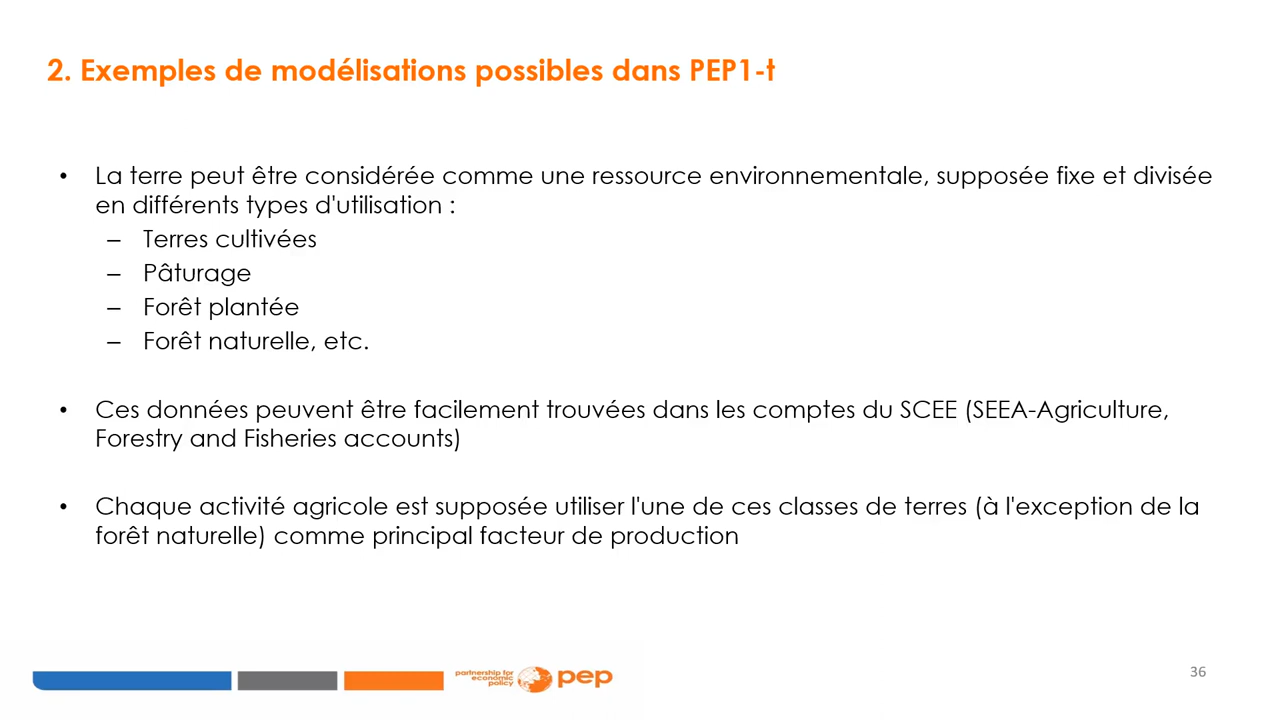 2. Exemples de modélisations possibles dans PEP1-t
• La terre peut être considérée comme une ressource environnementale, supposée fixe et divisée
en différents types d'utilisation :
– Terres cultivées
– Pâturage
– Forêt plantée
– Forêt naturelle, etc.
• Ces données peuvent être facilement trouvées dans les comptes du SCEE (SEEA-Agriculture,
Forestry and Fisheries accounts)
• Chaque activité agricole est supposée utiliser l'une de ces classes de terres (à l'exception de la
forêt naturelle) comme principal facteur de production
partnership for
economic
policy
pep
36